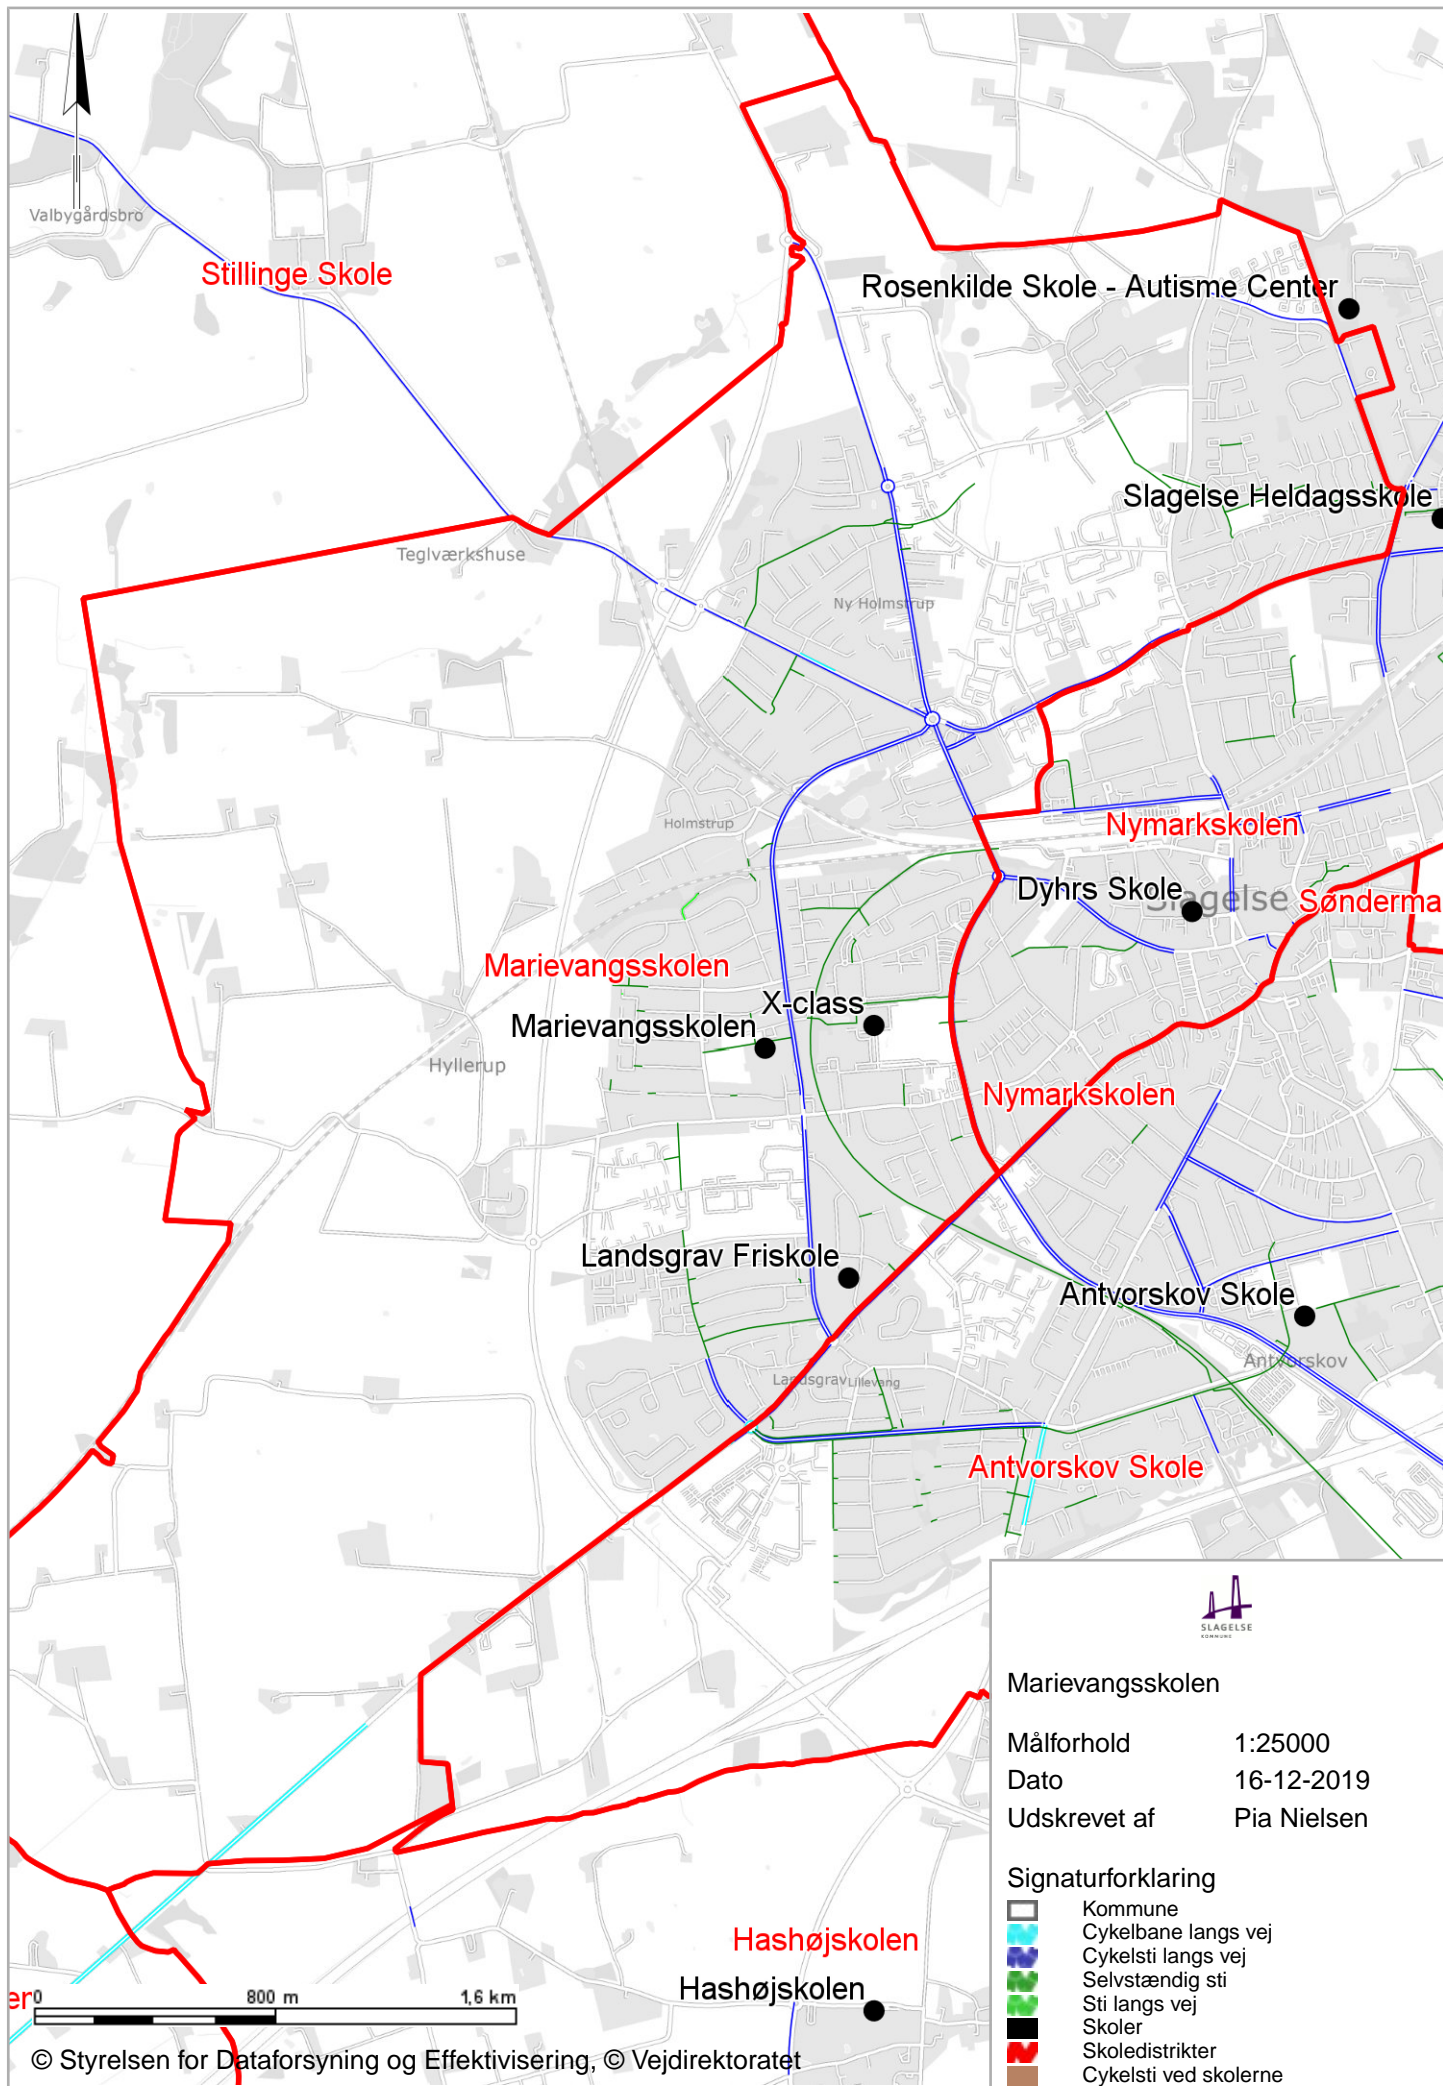 Valbygårdsbro
Stillinge Skole
Rosenkilde Skole - Autisme Center
Slagelse Heldagsskole
Teglværkshuse
Ny Holmstrup
Holmstrup
Nymarkskolen
Dyhrs Skole
Slagelse
Sønderma
Marievangsskolen
X-class
Marievangsskolen
Hyllerup
Nymarkskolen
Landsgrav Friskole
Antvorskov Skole
Antvorskov
Landsgrav
Lillevang
Antvorskov Skole
SLAGELSE
KOMMUNE
Marievangsskolen
Målforhold 1:25000
Dato 16-12-2019
Udskrevet af Pia Nielsen
Signaturforklaring
Kommune
Cykelbane langs vej
Cykelsti langs vej
Selvstændig sti
Sti langs vej
Skoler
Skoledistrikter
Cykelsti ved skolerne
Hashøjskolen
Hashøjskolen
er
0 800 m 1,6 km
© Styrelsen for Dataforsyning og Effektivisering, © Vejdirektoratet